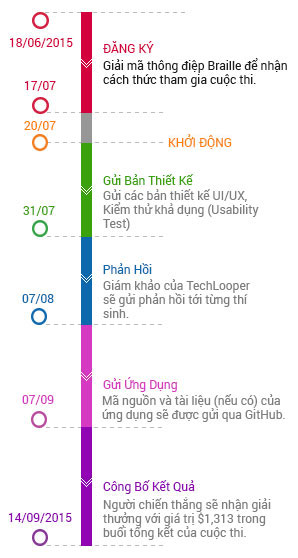 18/06/2015
ĐĂNG KÝ
Giải mã thông điệp Braille để nhận
cách thức tham gia cuộc thi.
17/07
20/07
KHỞI ĐỘNG
Gửi Bản Thiết Kế
Gửi các bản thiết kế UI/UX,
Kiểm thử khả dụng (Usability
Test)
31/07
Phản Hồi
Giám khảo của TechLooper
sẽ gửi phản hồi tới từng thí
sinh.
07/08
Gửi Ứng Dụng
Mã nguồn và tài liệu (nếu có) của
ứng dụng sẽ được gửi qua GitHub.
07/09
Công Bố Kết Quả
Người chiến thắng sẽ nhận giải
thưởng với giá trị $1,313 trong
buổi tổng kết của cuộc thi.
14/09/2015